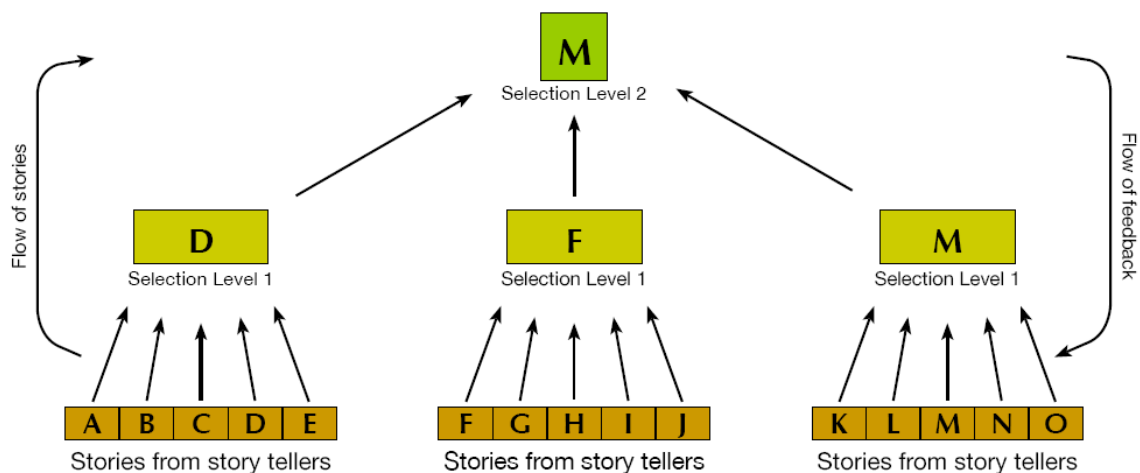 M
Selection Level 2
Flow of stories
Flow of feedback
D
F
M
Selection Level 1
Selection Level 1
Selection Level 1
A B C D E
F G H I J
K L M N O
Stories from story tellers
Stories from story tellers
Stories from story tellers